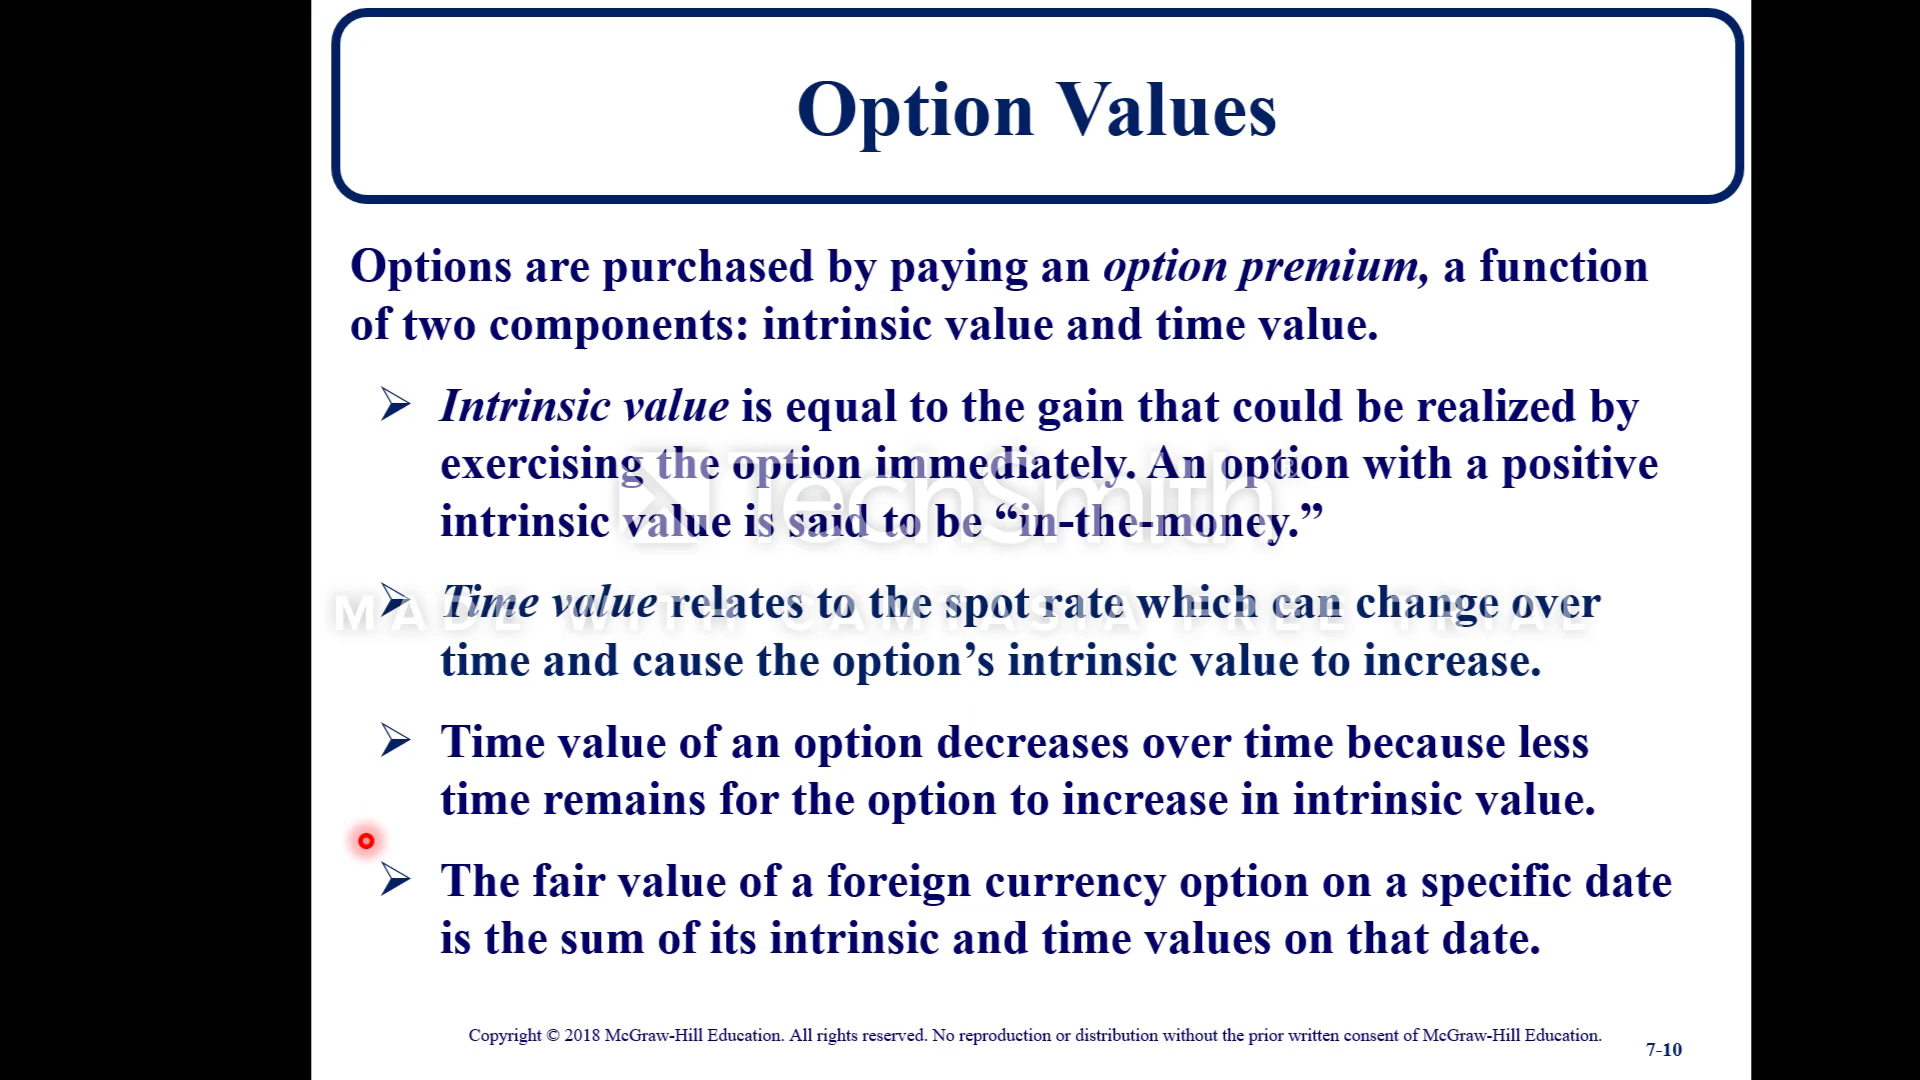 Option Values
Options are purchased by paying an option premium, a function
of two components: intrinsic value and time value.
➢ Intrinsic value is equal to the gain that could be realized by
exercising the option immediately. An option with a positive
intrinsic value is said to be “in-the-money.”
TechSmith®
➢ Time value relates to the spot rate which can change over
MADE WITH CAMTASIA FREE TRIAL
time and cause the option’s intrinsic value to increase.
➢ Time value of an option decreases over time because less
time remains for the option to increase in intrinsic value.
➢ The fair value of a foreign currency option on a specific date
is the sum of its intrinsic and time values on that date.
Copyright © 2018 McGraw-Hill Education. All rights reserved. No reproduction or distribution without the prior written consent of McGraw-Hill Education.
7-10